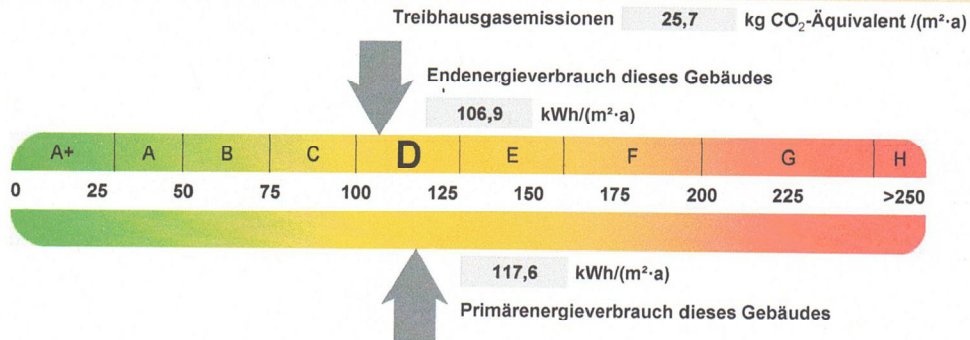 Treibhausgasemissionen 25,7 kg CO₂-Äquivalent /(m²·a)
Endenergieverbrauch dieses Gebäudes
106,9 kWh/(m²·a)
A+ A B C D E F G H
0 25 50 75 100 125 150 175 200 225 >250
117,6 kWh/(m²·a)
Primärenergieverbrauch dieses Gebäudes